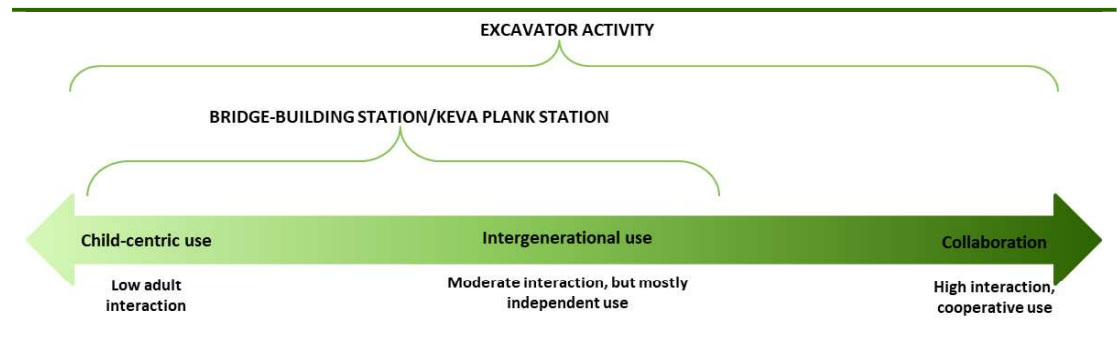 EXCAVATOR ACTIVITY
BRIDGE-BUILDING STATION/KEVA PLANK STATION
Child-centric use
Intergenerational use
Collaboration
Low adult
interaction
Moderate interaction, but mostly
independent use
High interaction,
cooperative use